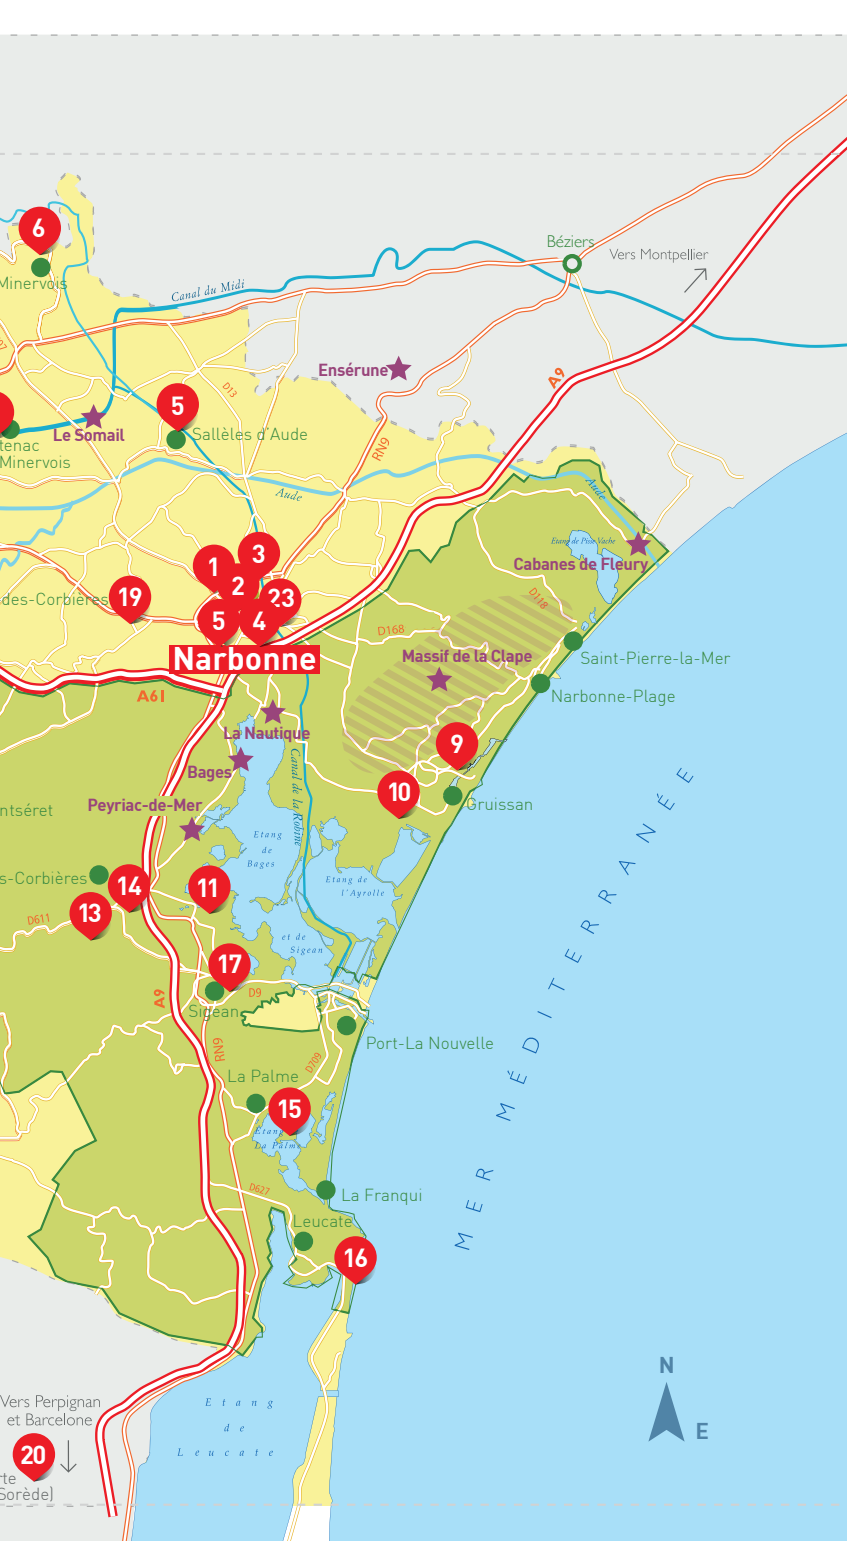 Béziers
Vers Montpellier
6
Minervois
Canal du Midi
A9
Ensérune
D13
5
Le Somail
Sallèles d'Aude
tenac
Minervois
RN9
Aude
Aude
Etang de Pisse Vache
Cabanes de Fleury
3
1
2
des-Corbières
19
23
5
4
D118
D168
Narbonne
Massif de la Clape
Saint-Pierre-la-Mer
A61
Narbonne-Plage
La Nautique
Bages
9
Canal de la Robine
10
Peyriac-de-Mer
Gruissan
ntséret
Etang
de
Bages
s-Corbières
14
11
Etang de
l'Ayrolle
13
D611
et de
Sigean
17
A9
D9
Sigean
RN9
Port-La Nouvelle
D709
La Palme
15
Étang
La Palme
D627
La Franqui
Leucate
16
MER MÉDITERRANÉE
N
E
Vers Perpignan
et Barcelone
Etang
de
Leucate
20
rte
Sorède)